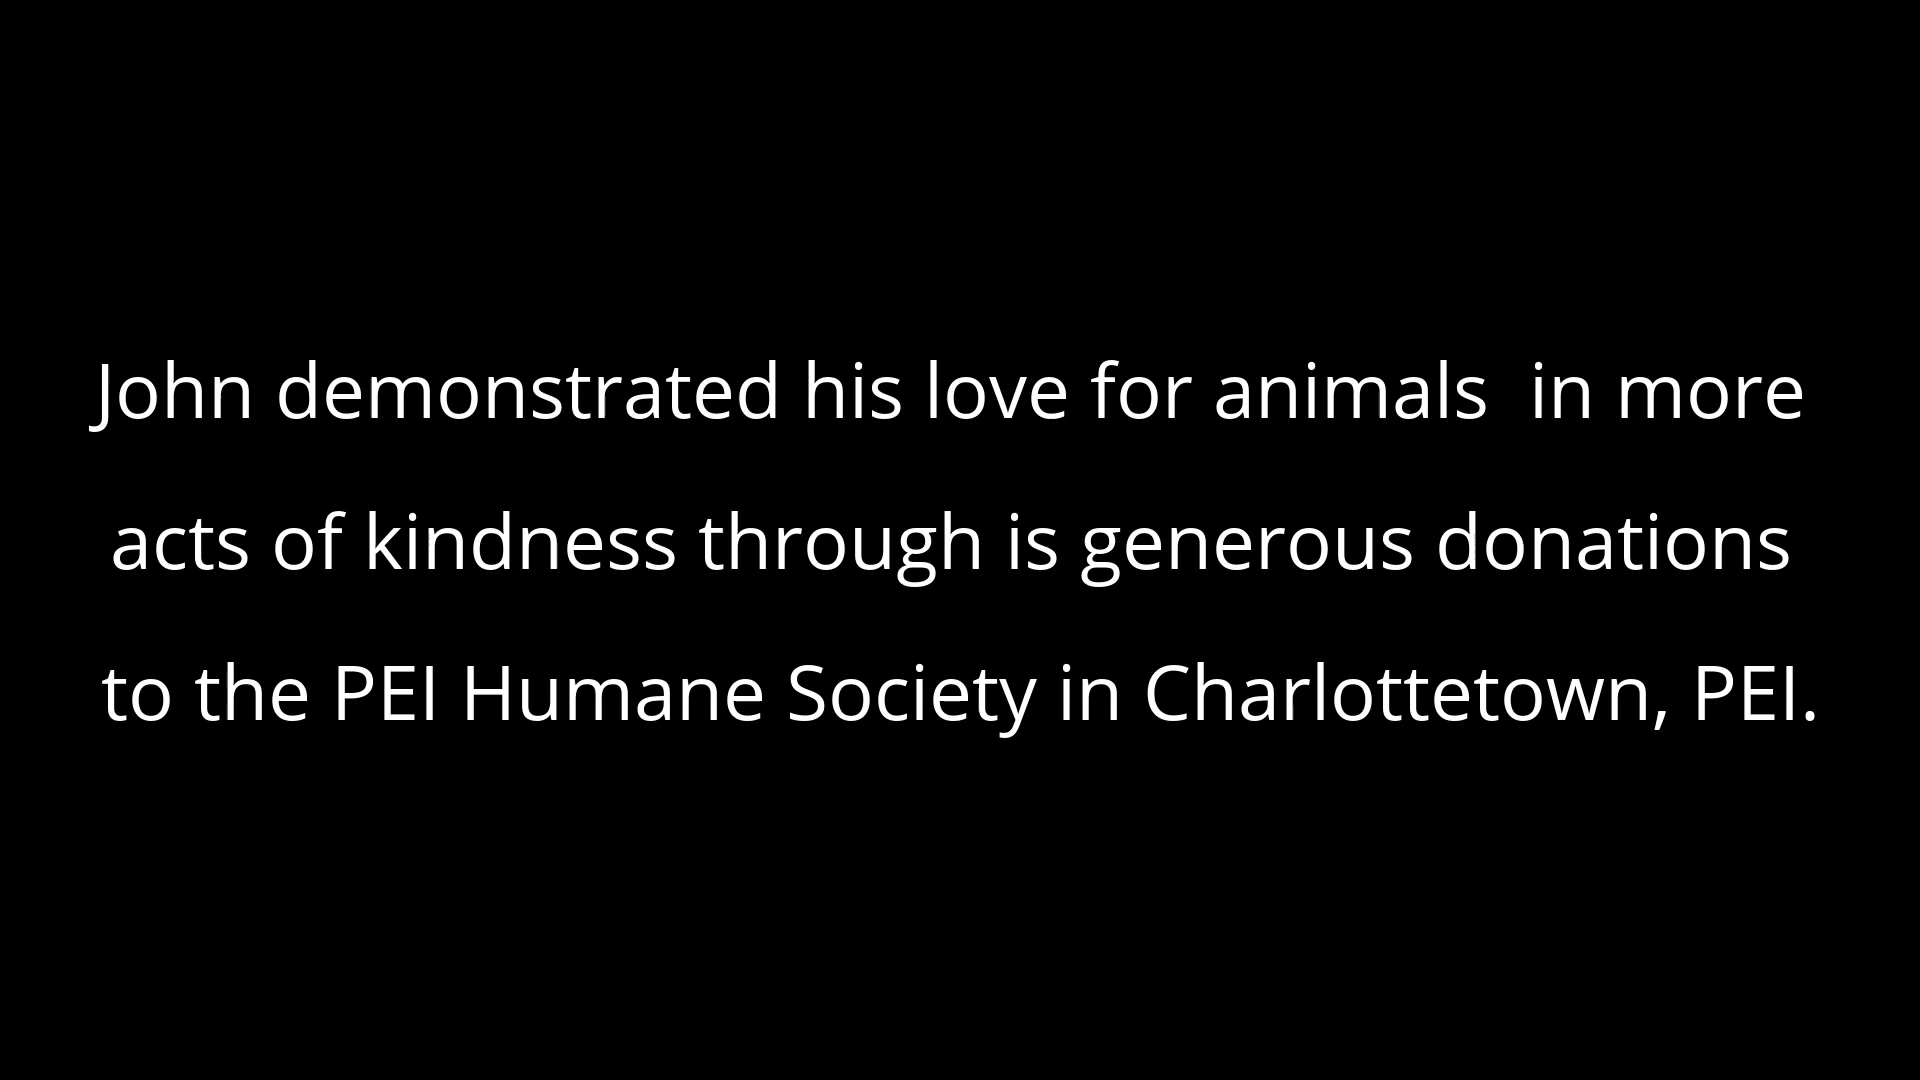 John demonstrated his love for animals  in more
acts of kindness through is generous donations
to the PEI Humane Society in Charlottetown, PEI.